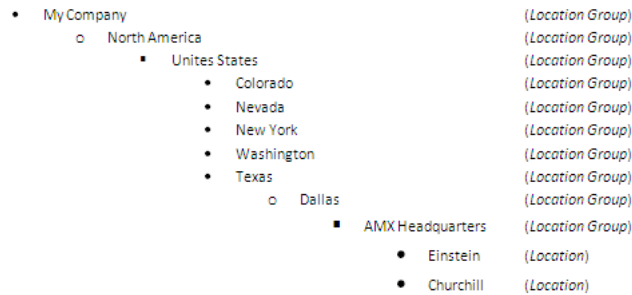 • My Company (Location Group)
o North America (Location Group)
▪ Unites States (Location Group)
• Colorado (Location Group)
• Nevada (Location Group)
• New York (Location Group)
• Washington (Location Group)
• Texas (Location Group)
o Dallas (Location Group)
▪ AMX Headquarters (Location Group)
• Einstein (Location)
• Churchill (Location)